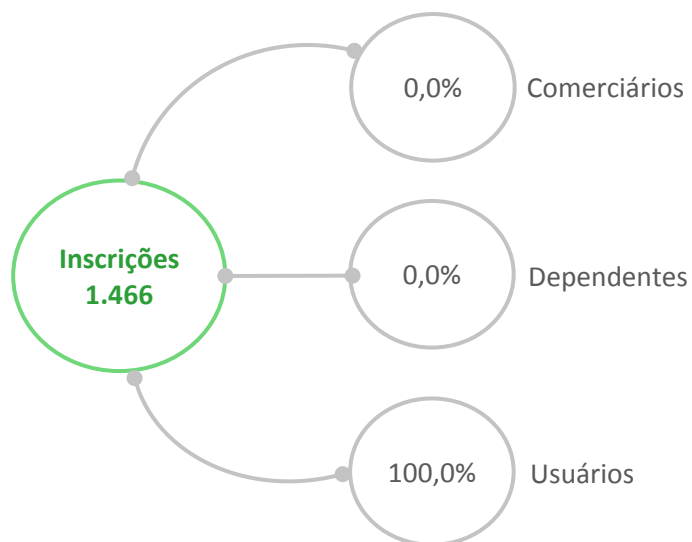 0,0% Comerciários
Inscrições
1.466
0,0% Dependentes
100,0% Usuários